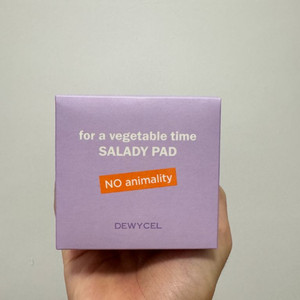 for a vegetable time
SALADY PAD
NO animality
DEWYCEL